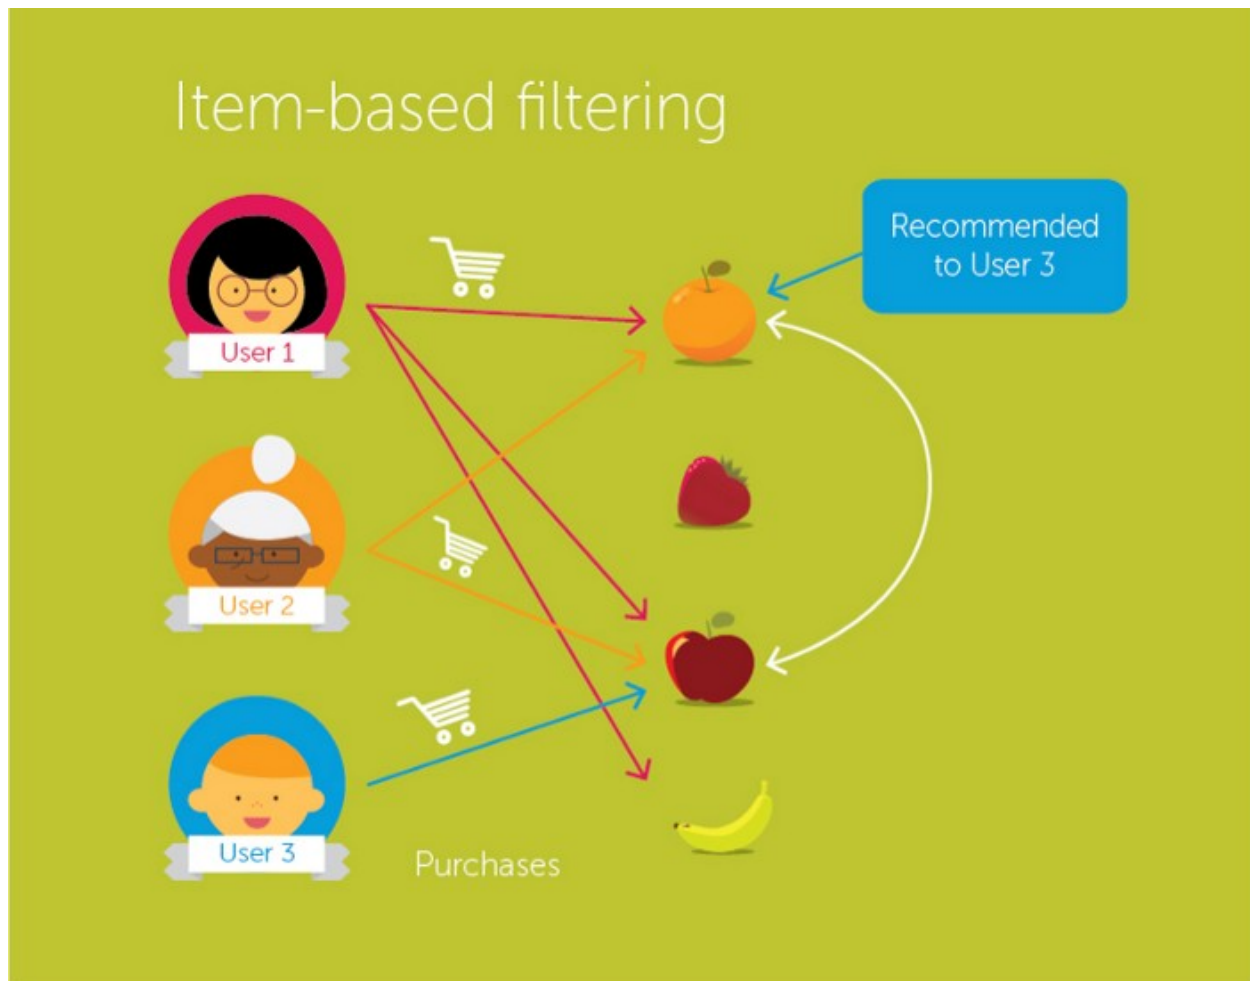 Item-based filtering
Recommended
to User 3
User 1
User 2
User 3
Purchases